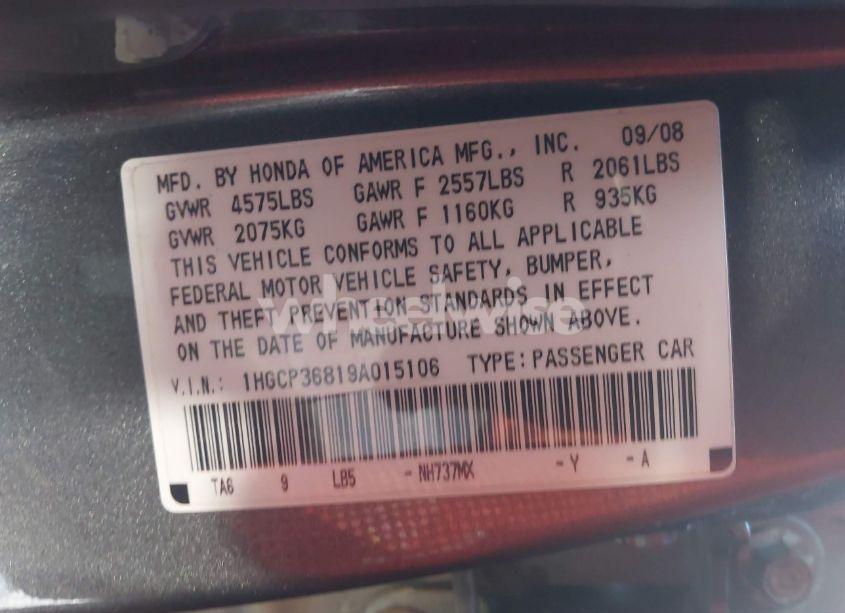 MFD. BY HONDA OF AMERICA MFG., INC. 09/08
GVWR 4575LBS GAWR F 2557LBS R 2061LBS
GVWR 2075KG GAWR F 1160KG R 935KG
THIS VEHICLE CONFORMS TO ALL APPLICABLE
FEDERAL MOTOR VEHICLE SAFETY, BUMPER,
AND THEFT PREVENTION STANDARDS IN EFFECT
ON THE DATE OF MANUFACTURE SHOWN ABOVE.
wheelwise
V.I.N.: 1HGCP36819A015106 TYPE: PASSENGER CAR
TA6 9 LB5 - NH737MX - Y - A